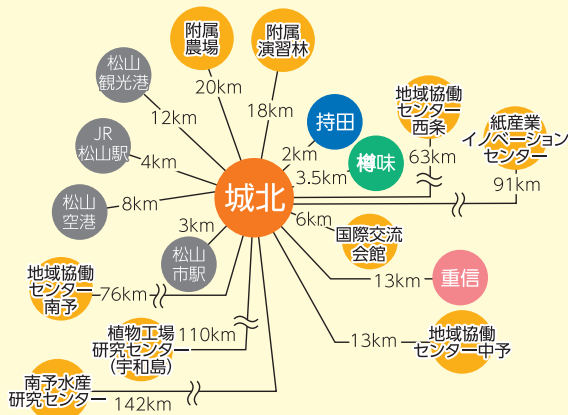 附属
農場
20km
附属
演習林
18km
松山
観光港
12km
持田
2km
地域協働
センター
西条
63km
紙産業
イノベーション
センター
91km
JR
松山駅
4km
樽味
3.5km
城北
松山
空港
8km
松山
市駅
3km
6km
国際交流
会館
13km
重信
地域協働
センター
南予
76km
植物工場
研究センター
(宇和島)
110km
13km
地域協働
センター中予
南予水産
研究センター
142km